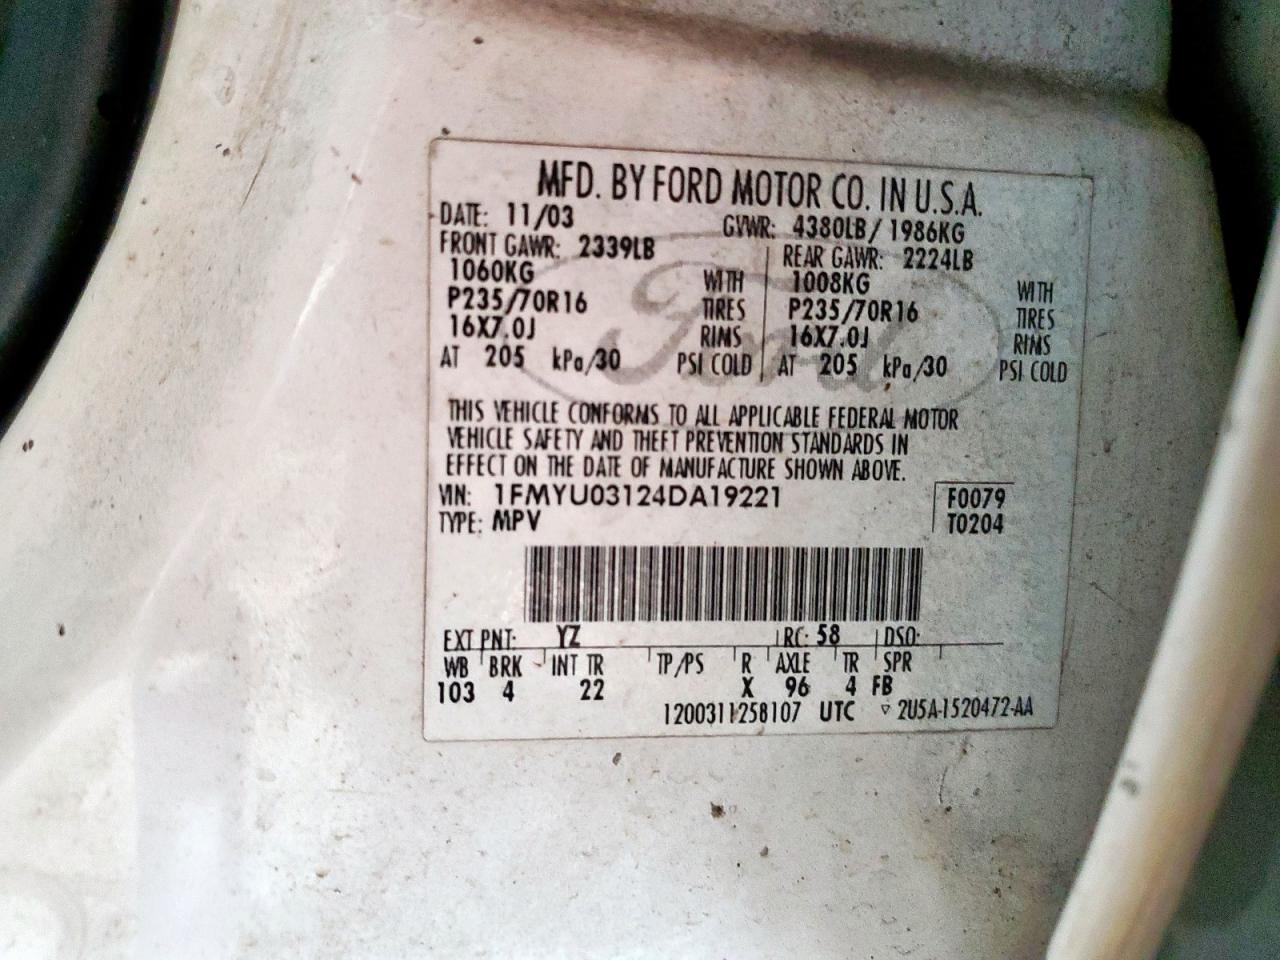 MFD. BY FORD MOTOR CO. IN U.S.A.
DATE: 11/03 GVWR: 4380LB/ 1986KG
FRONT GAWR: 2339LB REAR GAWR: 2224LB
1060KG WITH 1008KG WITH
P235/70R16 TIRES P235/70R16 TIRES
16X7.0J RIMS 16X7.0J RIMS
AT 205 kPa/30 PSI COLD AT 205 kPa/30 PSI COLD
Ford
THIS VEHICLE CONFORMS TO ALL APPLICABLE FEDERAL MOTOR
VEHICLE SAFETY AND THEFT PREVENTION STANDARDS IN
EFFECT ON THE DATE OF MANUFACTURE SHOWN ABOVE.
VIN: 1FMYU03124DA19221 F0079
TYPE: MPV T0204
EXT PNT: YZ RC: 58 DSO:
WB BRK INT TR TP/PS R AXLE TR SPR
103 4 22 X 96 4 FB
1200311258107 UTC ▽ 2U5A-1520472-AA